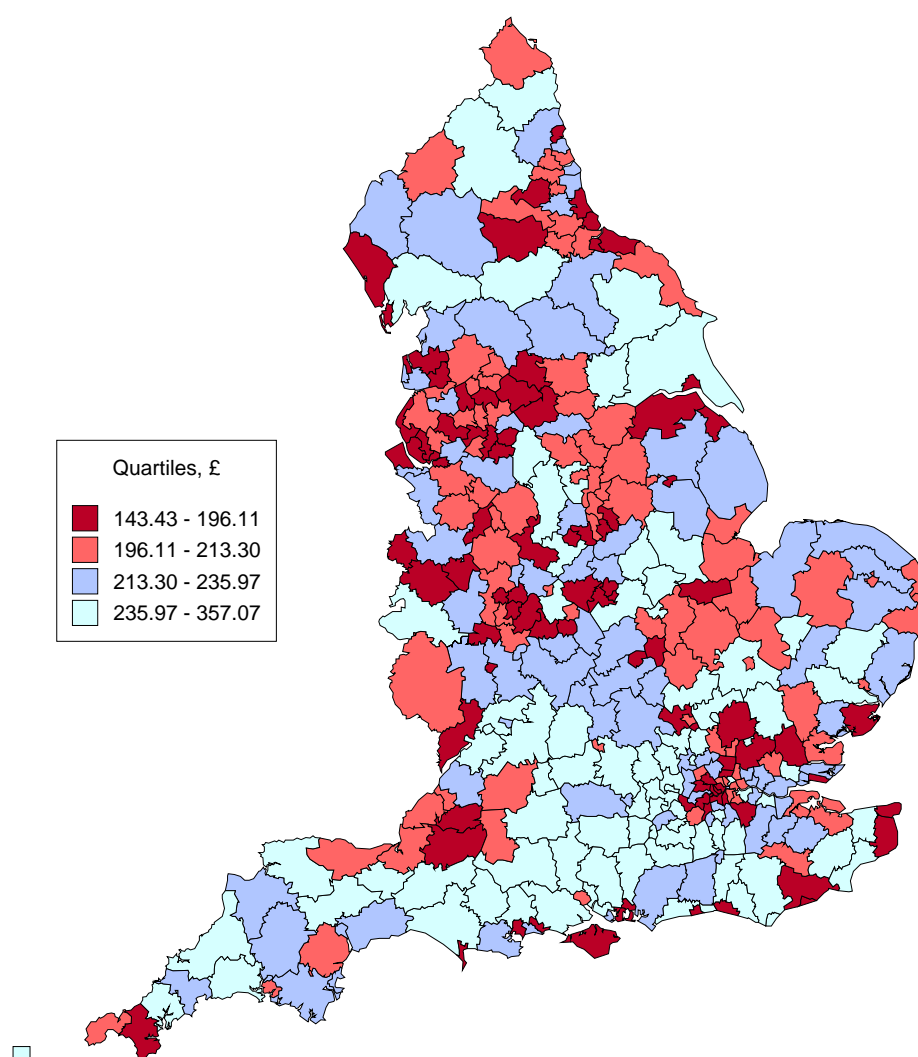 Quartiles, £
143.43 - 196.11
196.11 - 213.30
213.30 - 235.97
235.97 - 357.07